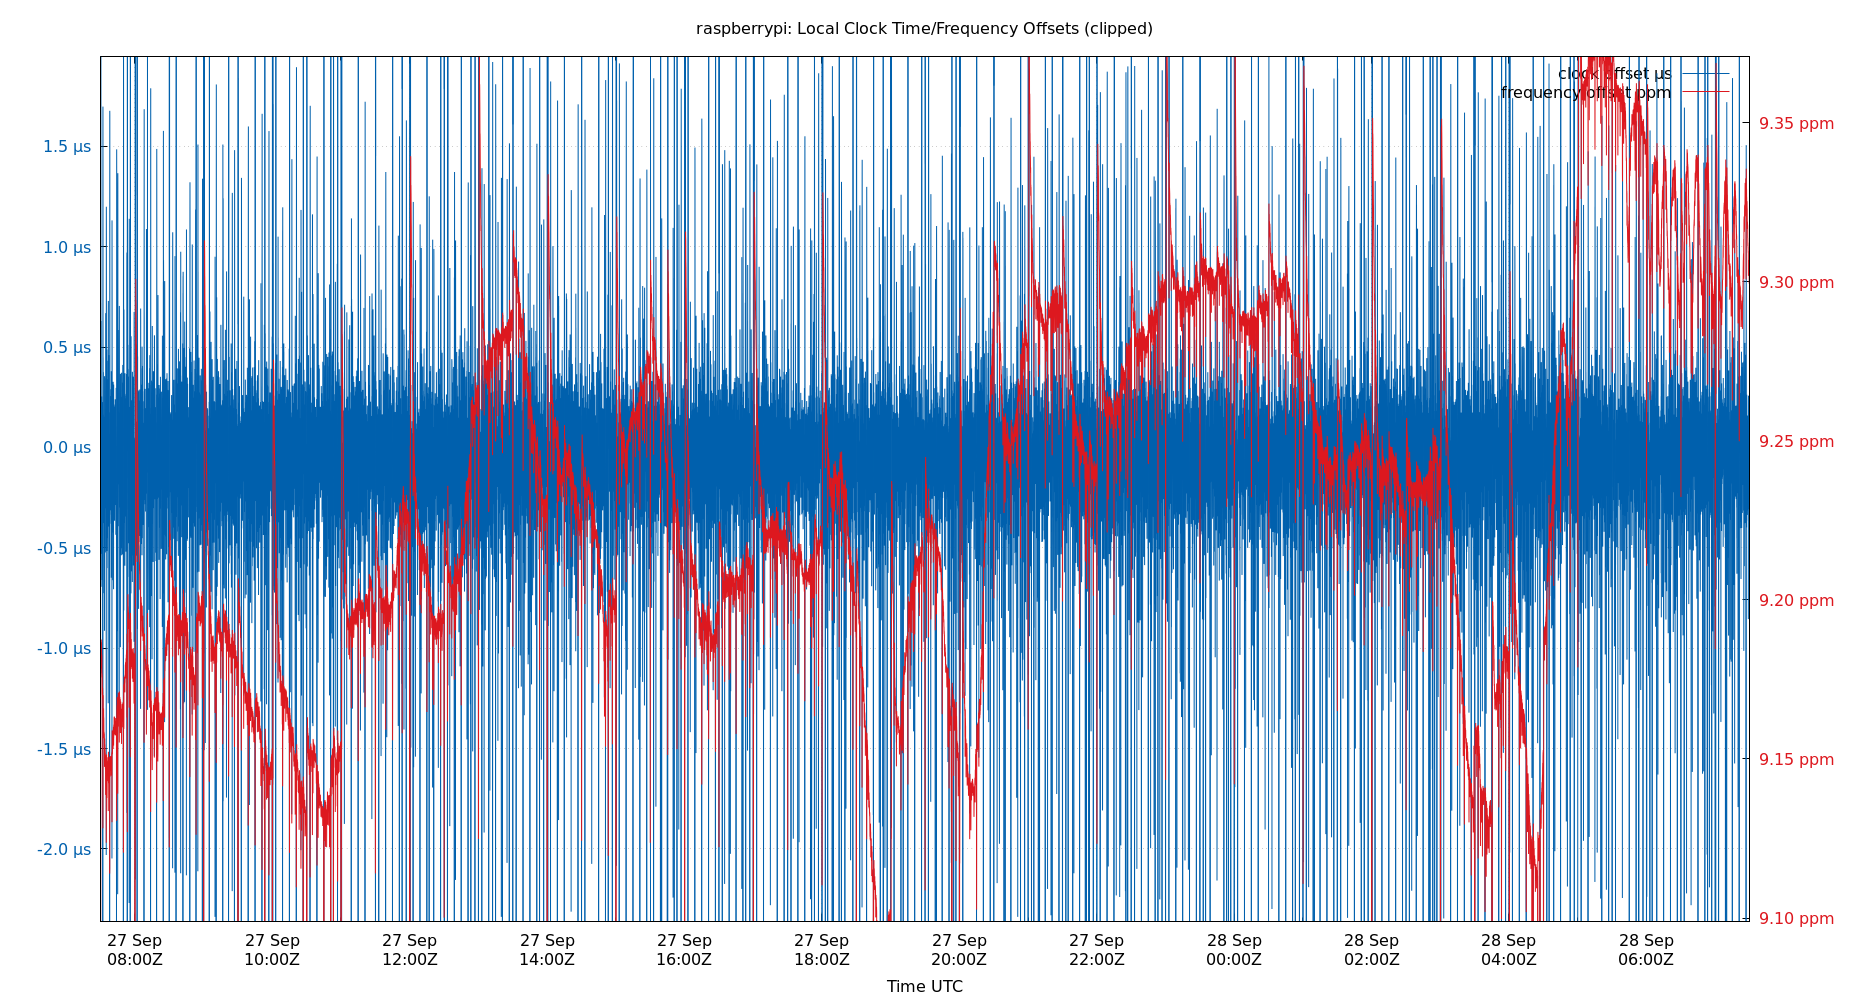 raspberrypi: Local Clock Time/Frequency Offsets (clipped)
clock offset µs
frequency offset ppm
1.5 µs
1.0 µs
0.5 µs
0.0 µs
-0.5 µs
-1.0 µs
-1.5 µs
-2.0 µs
9.35 ppm
9.30 ppm
9.25 ppm
9.20 ppm
9.15 ppm
9.10 ppm
27 Sep 27 Sep 27 Sep 27 Sep 27 Sep 27 Sep 27 Sep 27 Sep 28 Sep 28 Sep 28 Sep 28 Sep
08:00Z 10:00Z 12:00Z 14:00Z 16:00Z 18:00Z 20:00Z 22:00Z 00:00Z 02:00Z 04:00Z 06:00Z
Time UTC